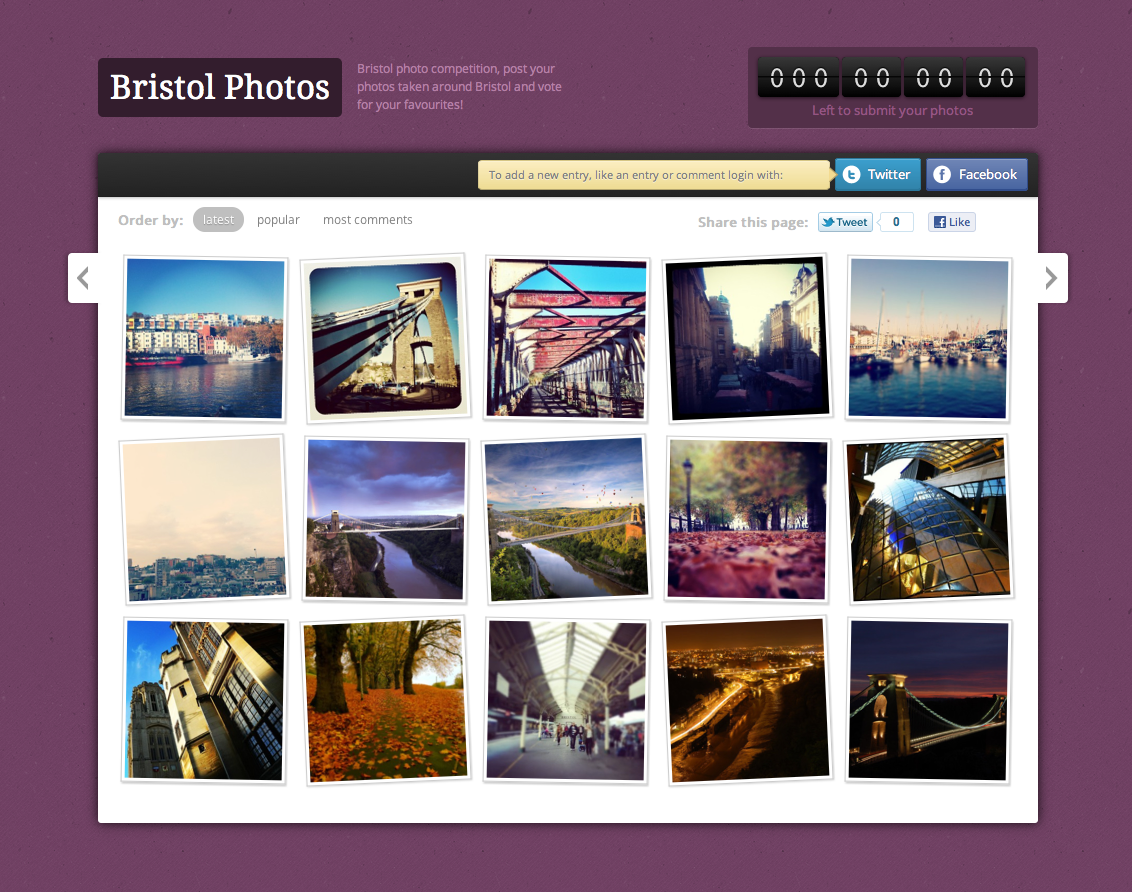 Bristol Photos
Bristol photo competition, post your
photos taken around Bristol and vote
for your favourites!
000 00 00 00
Left to submit your photos
To add a new entry, like an entry or comment login with:
Twitter
Facebook
Order by: latest popular most comments
Share this page: Tweet 0 Like